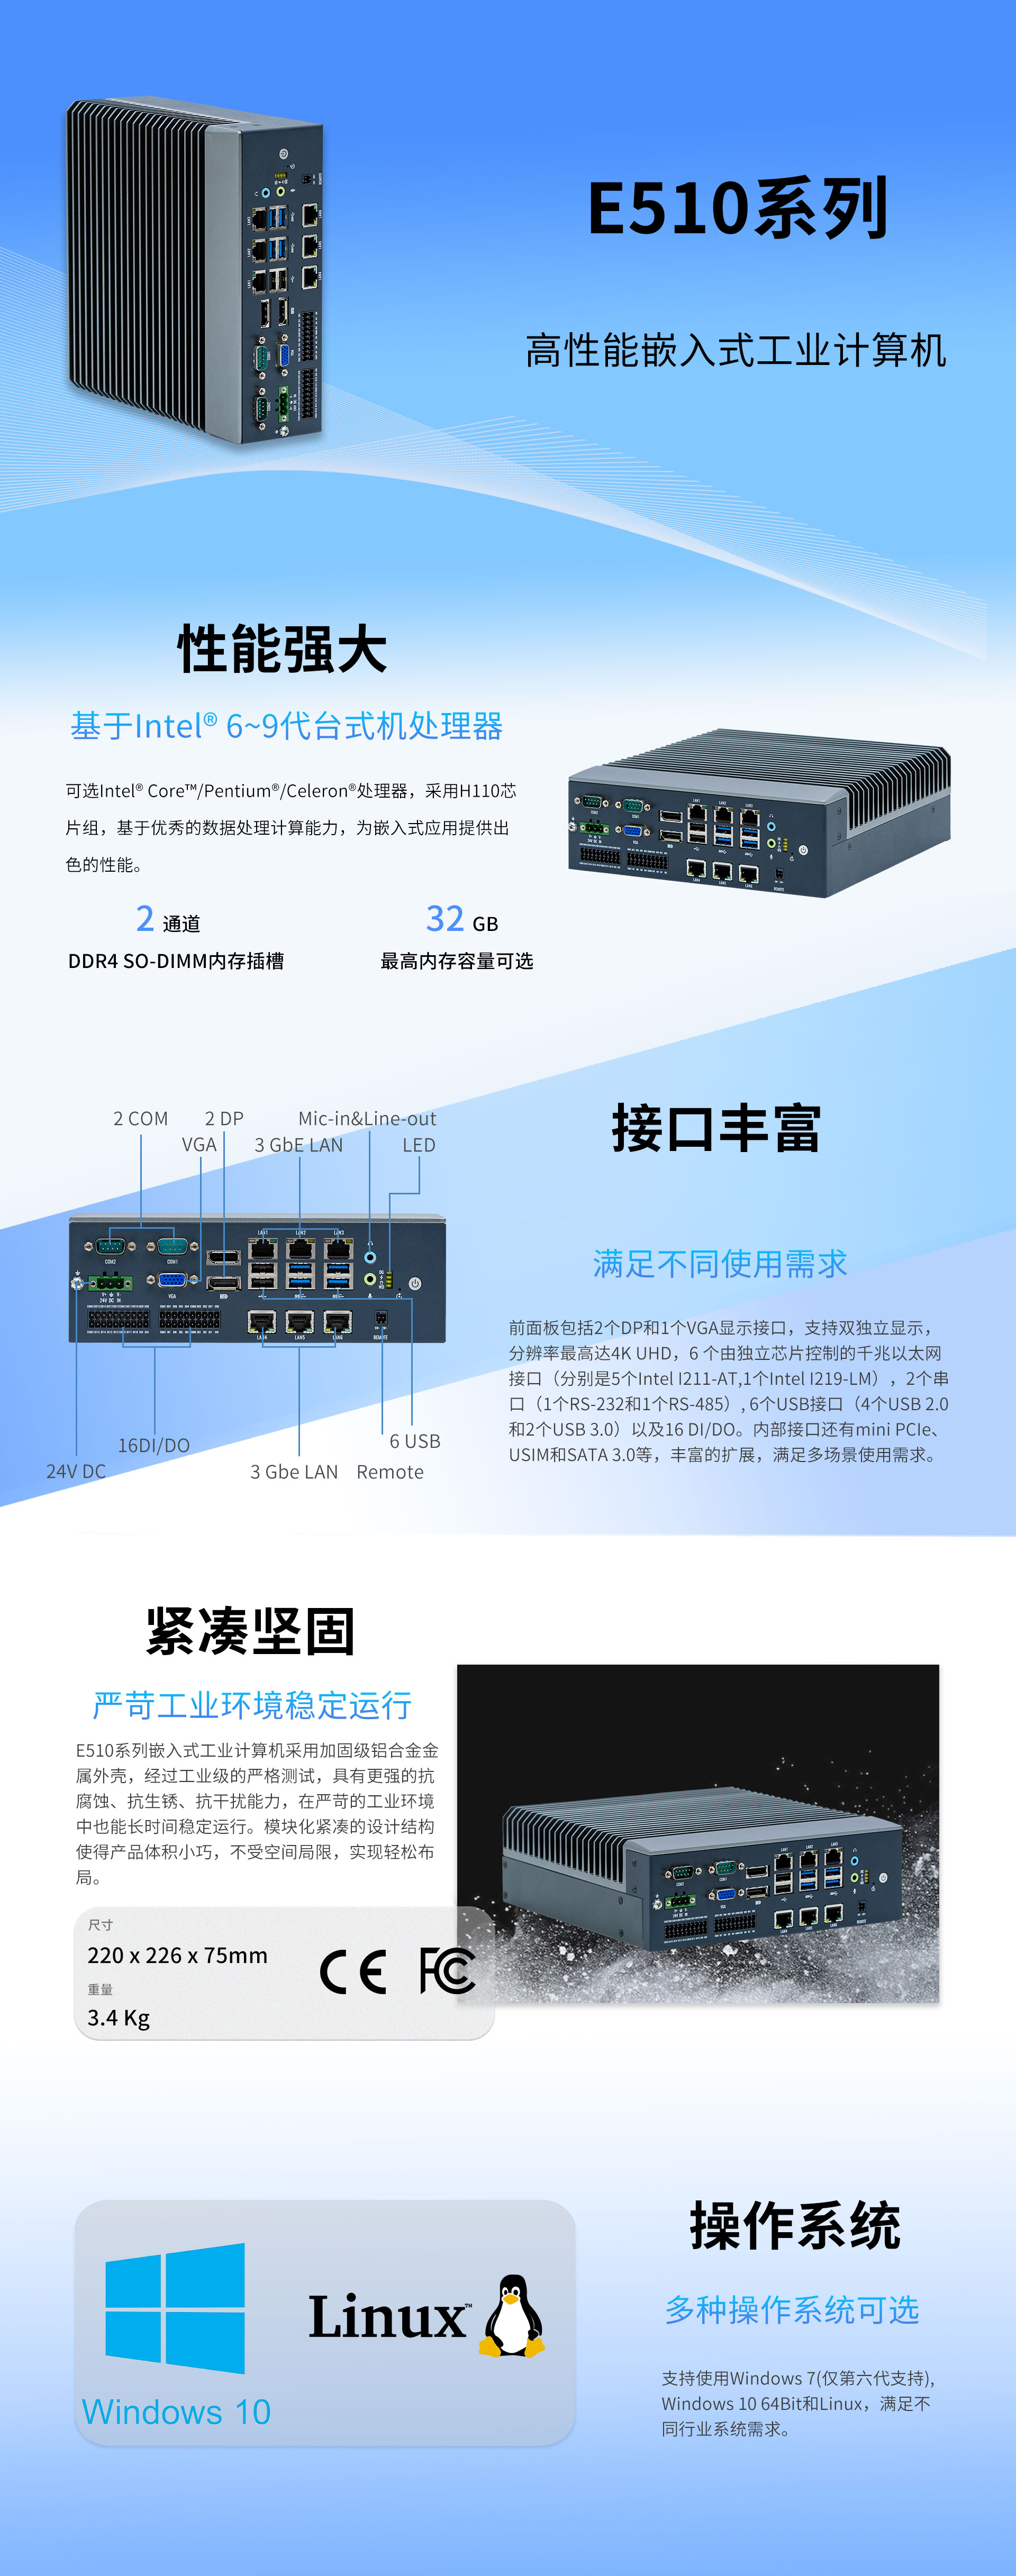 E510系列
高性能嵌入式工业计算机
性能强大
基于Intel® 6~9代台式机处理器
可选Intel® Core™/Pentium®/Celeron®处理器，采用H110芯
片组，基于优秀的数据处理计算能力，为嵌入式应用提供出
色的性能。
2 通道
DDR4 SO-DIMM内存插槽
32 GB
最高内存容量可选
接口丰富
满足不同使用需求
前面板包括2个DP和1个VGA显示接口，支持双独立显示，
分辨率最高达4K UHD，6 个由独立芯片控制的千兆以太网
接口（分别是5个Intel I211-AT,1个Intel I219-LM），2个串
口（1个RS-232和1个RS-485）, 6个USB接口（4个USB 2.0
和2个USB 3.0）以及16 DI/DO。内部接口还有mini PCIe、
USIM和SATA 3.0等，丰富的扩展，满足多场景使用需求。
2 COM
2 DP
Mic-in&Line-out
VGA
3 GbE LAN
LED
LAN1
LAN2
LAN3
COM2
COM1
V+ V-
24V DC IN
VGA
LAN4
LAN5
LAN6
REMOTE
16DI/DO
6 USB
24V DC
3 Gbe LAN
Remote
紧凑坚固
严苛工业环境稳定运行
E510系列嵌入式工业计算机采用加固级铝合金金
属外壳，经过工业级的严格测试，具有更强的抗
腐蚀、抗生锈、抗干扰能力，在严苛的工业环境
中也能长时间稳定运行。模块化紧凑的设计结构
使得产品体积小巧，不受空间局限，实现轻松布
局。
尺寸
220 x 226 x 75mm
重量
3.4 Kg
CE FC
操作系统
多种操作系统可选
支持使用Windows 7(仅第六代支持),
Windows 10 64Bit和Linux，满足不
同行业系统需求。
Windows 10
Linux™